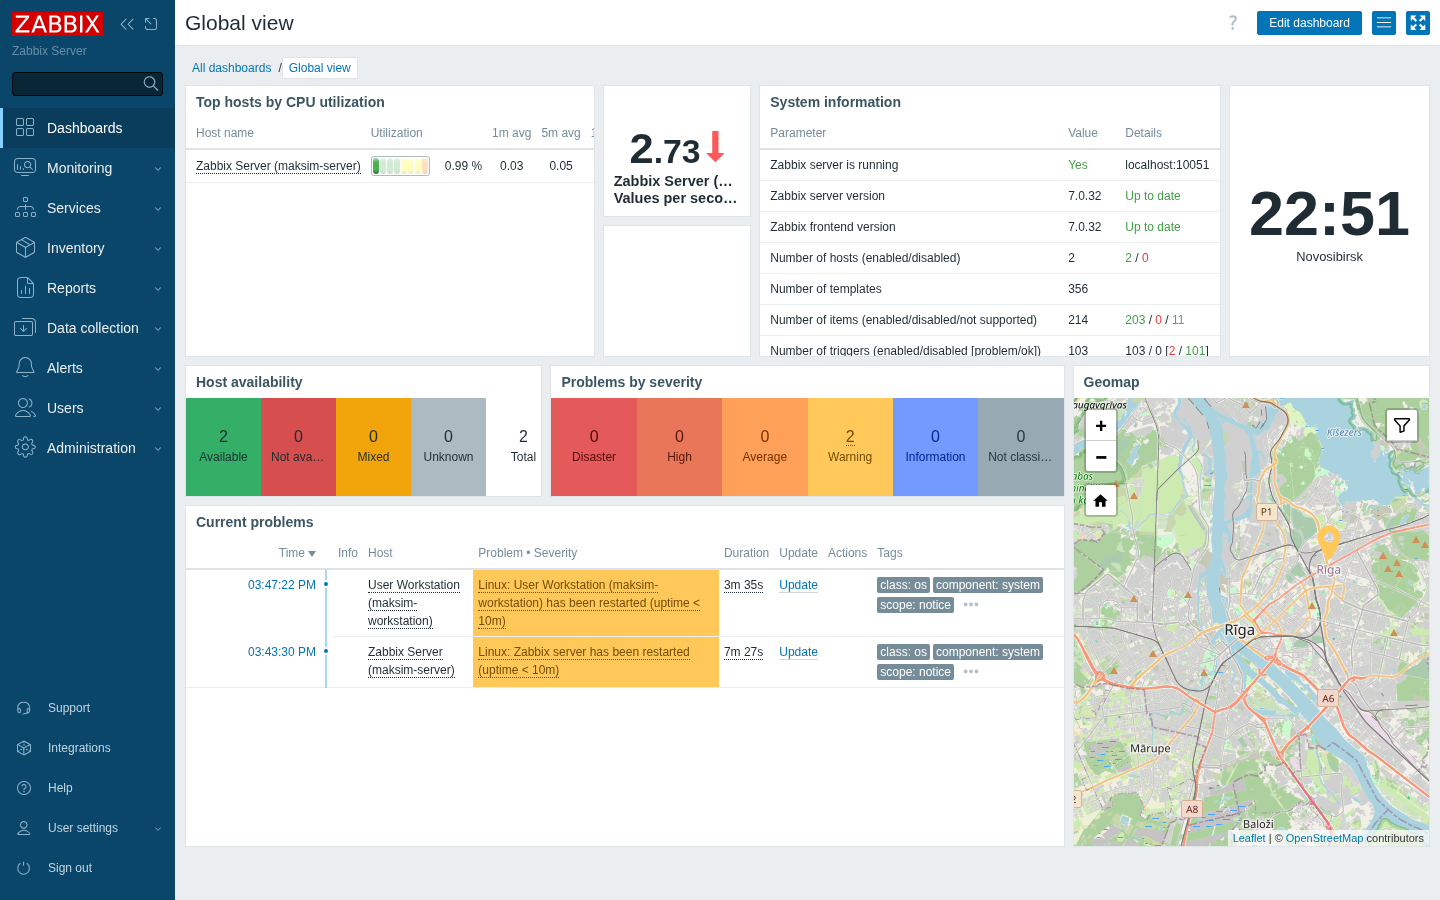 ZABBIX
Zabbix Server
Dashboards
Monitoring
Services
Inventory
Reports
Data collection
Alerts
Users
Administration
Support
Integrations
Help
User settings
Sign out
Global view
?
Edit dashboard
All dashboards / Global view
Top hosts by CPU utilization
Host name Utilization 1m avg 5m avg
Zabbix Server (maksim-server) 0.99 % 0.03 0.05
2.73
Zabbix Server (…
Values per seco…
System information
Parameter Value Details
Zabbix server is running Yes localhost:10051
Zabbix server version 7.0.32 Up to date
Zabbix frontend version 7.0.32 Up to date
Number of hosts (enabled/disabled) 2 2 / 0
Number of templates 356
Number of items (enabled/disabled/not supported) 214 203 / 0 / 11
Number of triggers (enabled/disabled [problem/ok]) 103 103 / 0 [2 / 101]
22:51
Novosibirsk
Host availability
2 Available
0 Not ava…
0 Mixed
0 Unknown
2 Total
Problems by severity
0 Disaster
0 High
0 Average
2 Warning
0 Information
0 Not classi…
Current problems
Time Info Host Problem • Severity Duration Update Actions Tags
03:47:22 PM User Workstation (maksim-workstation) Linux: User Workstation (maksim-workstation) has been restarted (uptime < 10m) 3m 35s Update class: os component: system scope: notice •••
03:43:30 PM Zabbix Server (maksim-server) Linux: Zabbix server has been restarted (uptime < 10m) 7m 27s Update class: os component: system scope: notice •••
Geomap
augavgrīvas
+
−
Ķīšezers
P1
Rīga
Rīga
A6
Mārupe
A8
Baloži
Leaflet | © OpenStreetMap contributors